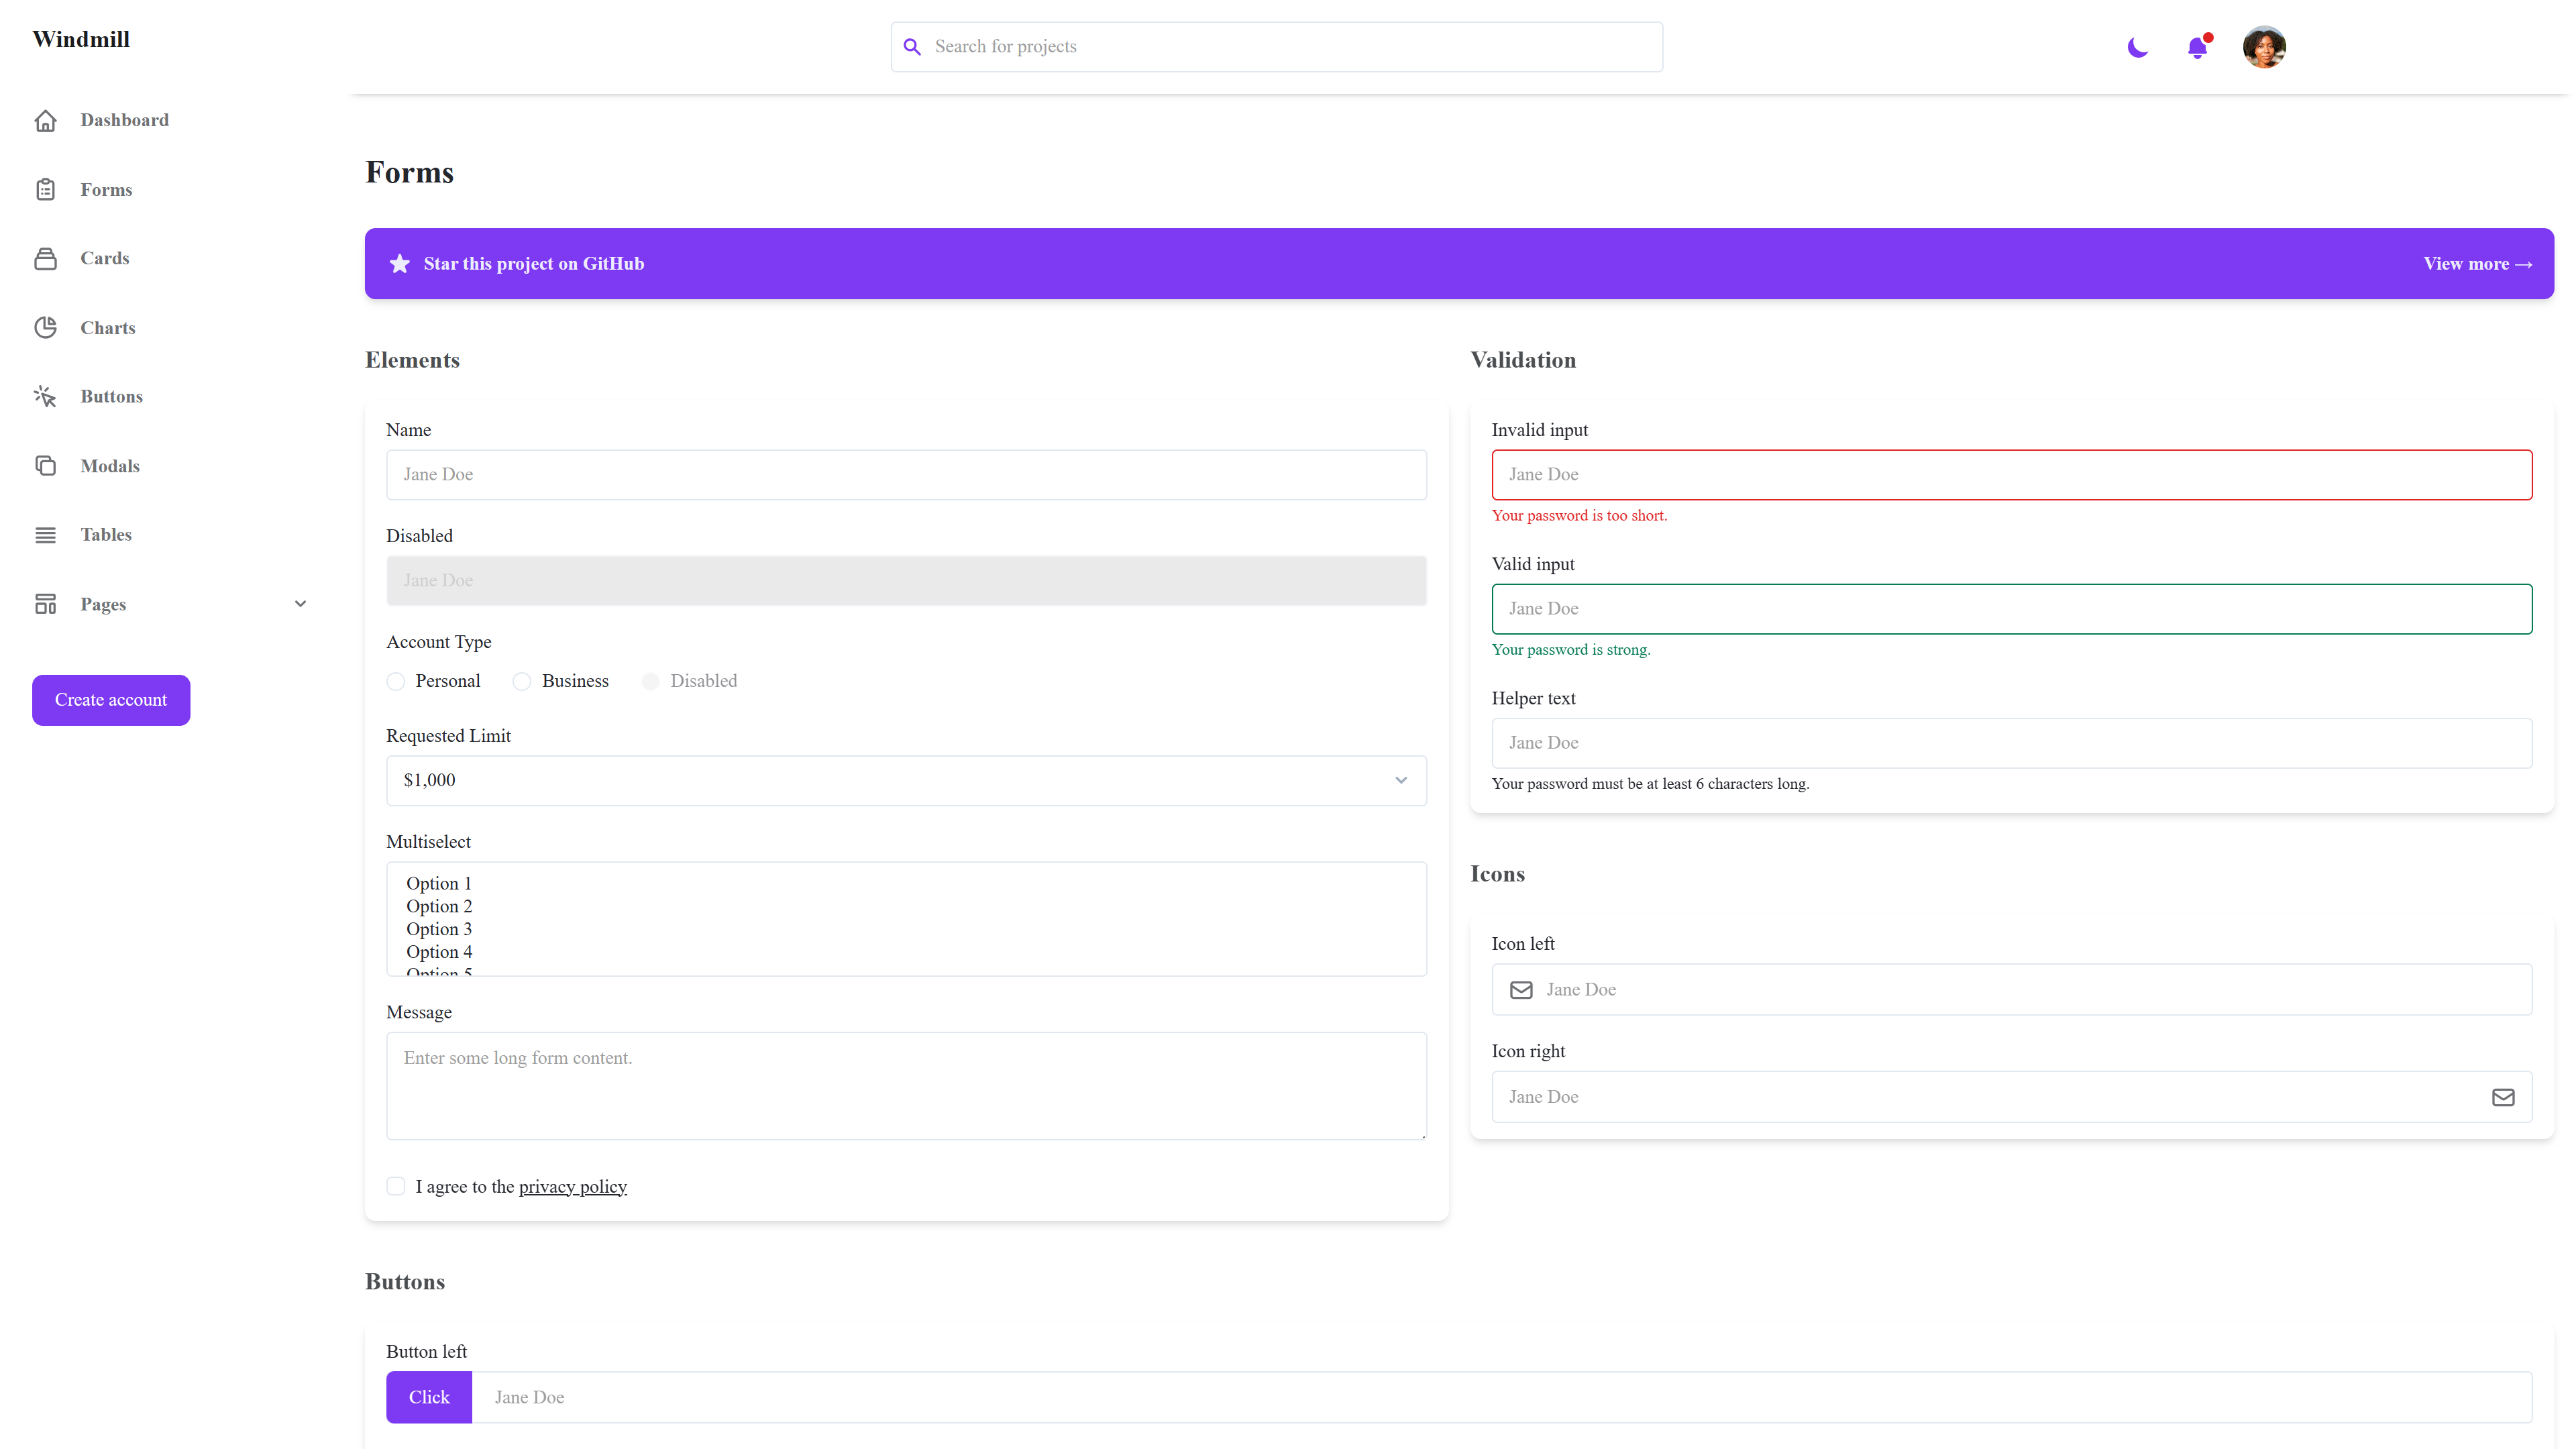 Windmill
Search for projects
Dashboard
Forms
Cards
Charts
Buttons
Modals
Tables
Pages
Create account
Forms
Star this project on GitHub
View more →
Elements
Name
Jane Doe
Disabled
Jane Doe
Account Type
Personal Business Disabled
Requested Limit
$1,000
Multiselect
Option 1
Option 2
Option 3
Option 4
Option 5
Message
Enter some long form content.
I agree to the privacy policy
Validation
Invalid input
Jane Doe
Your password is too short.
Valid input
Jane Doe
Your password is strong.
Helper text
Jane Doe
Your password must be at least 6 characters long.
Icons
Icon left
Jane Doe
Icon right
Jane Doe
Buttons
Button left
Click
Jane Doe